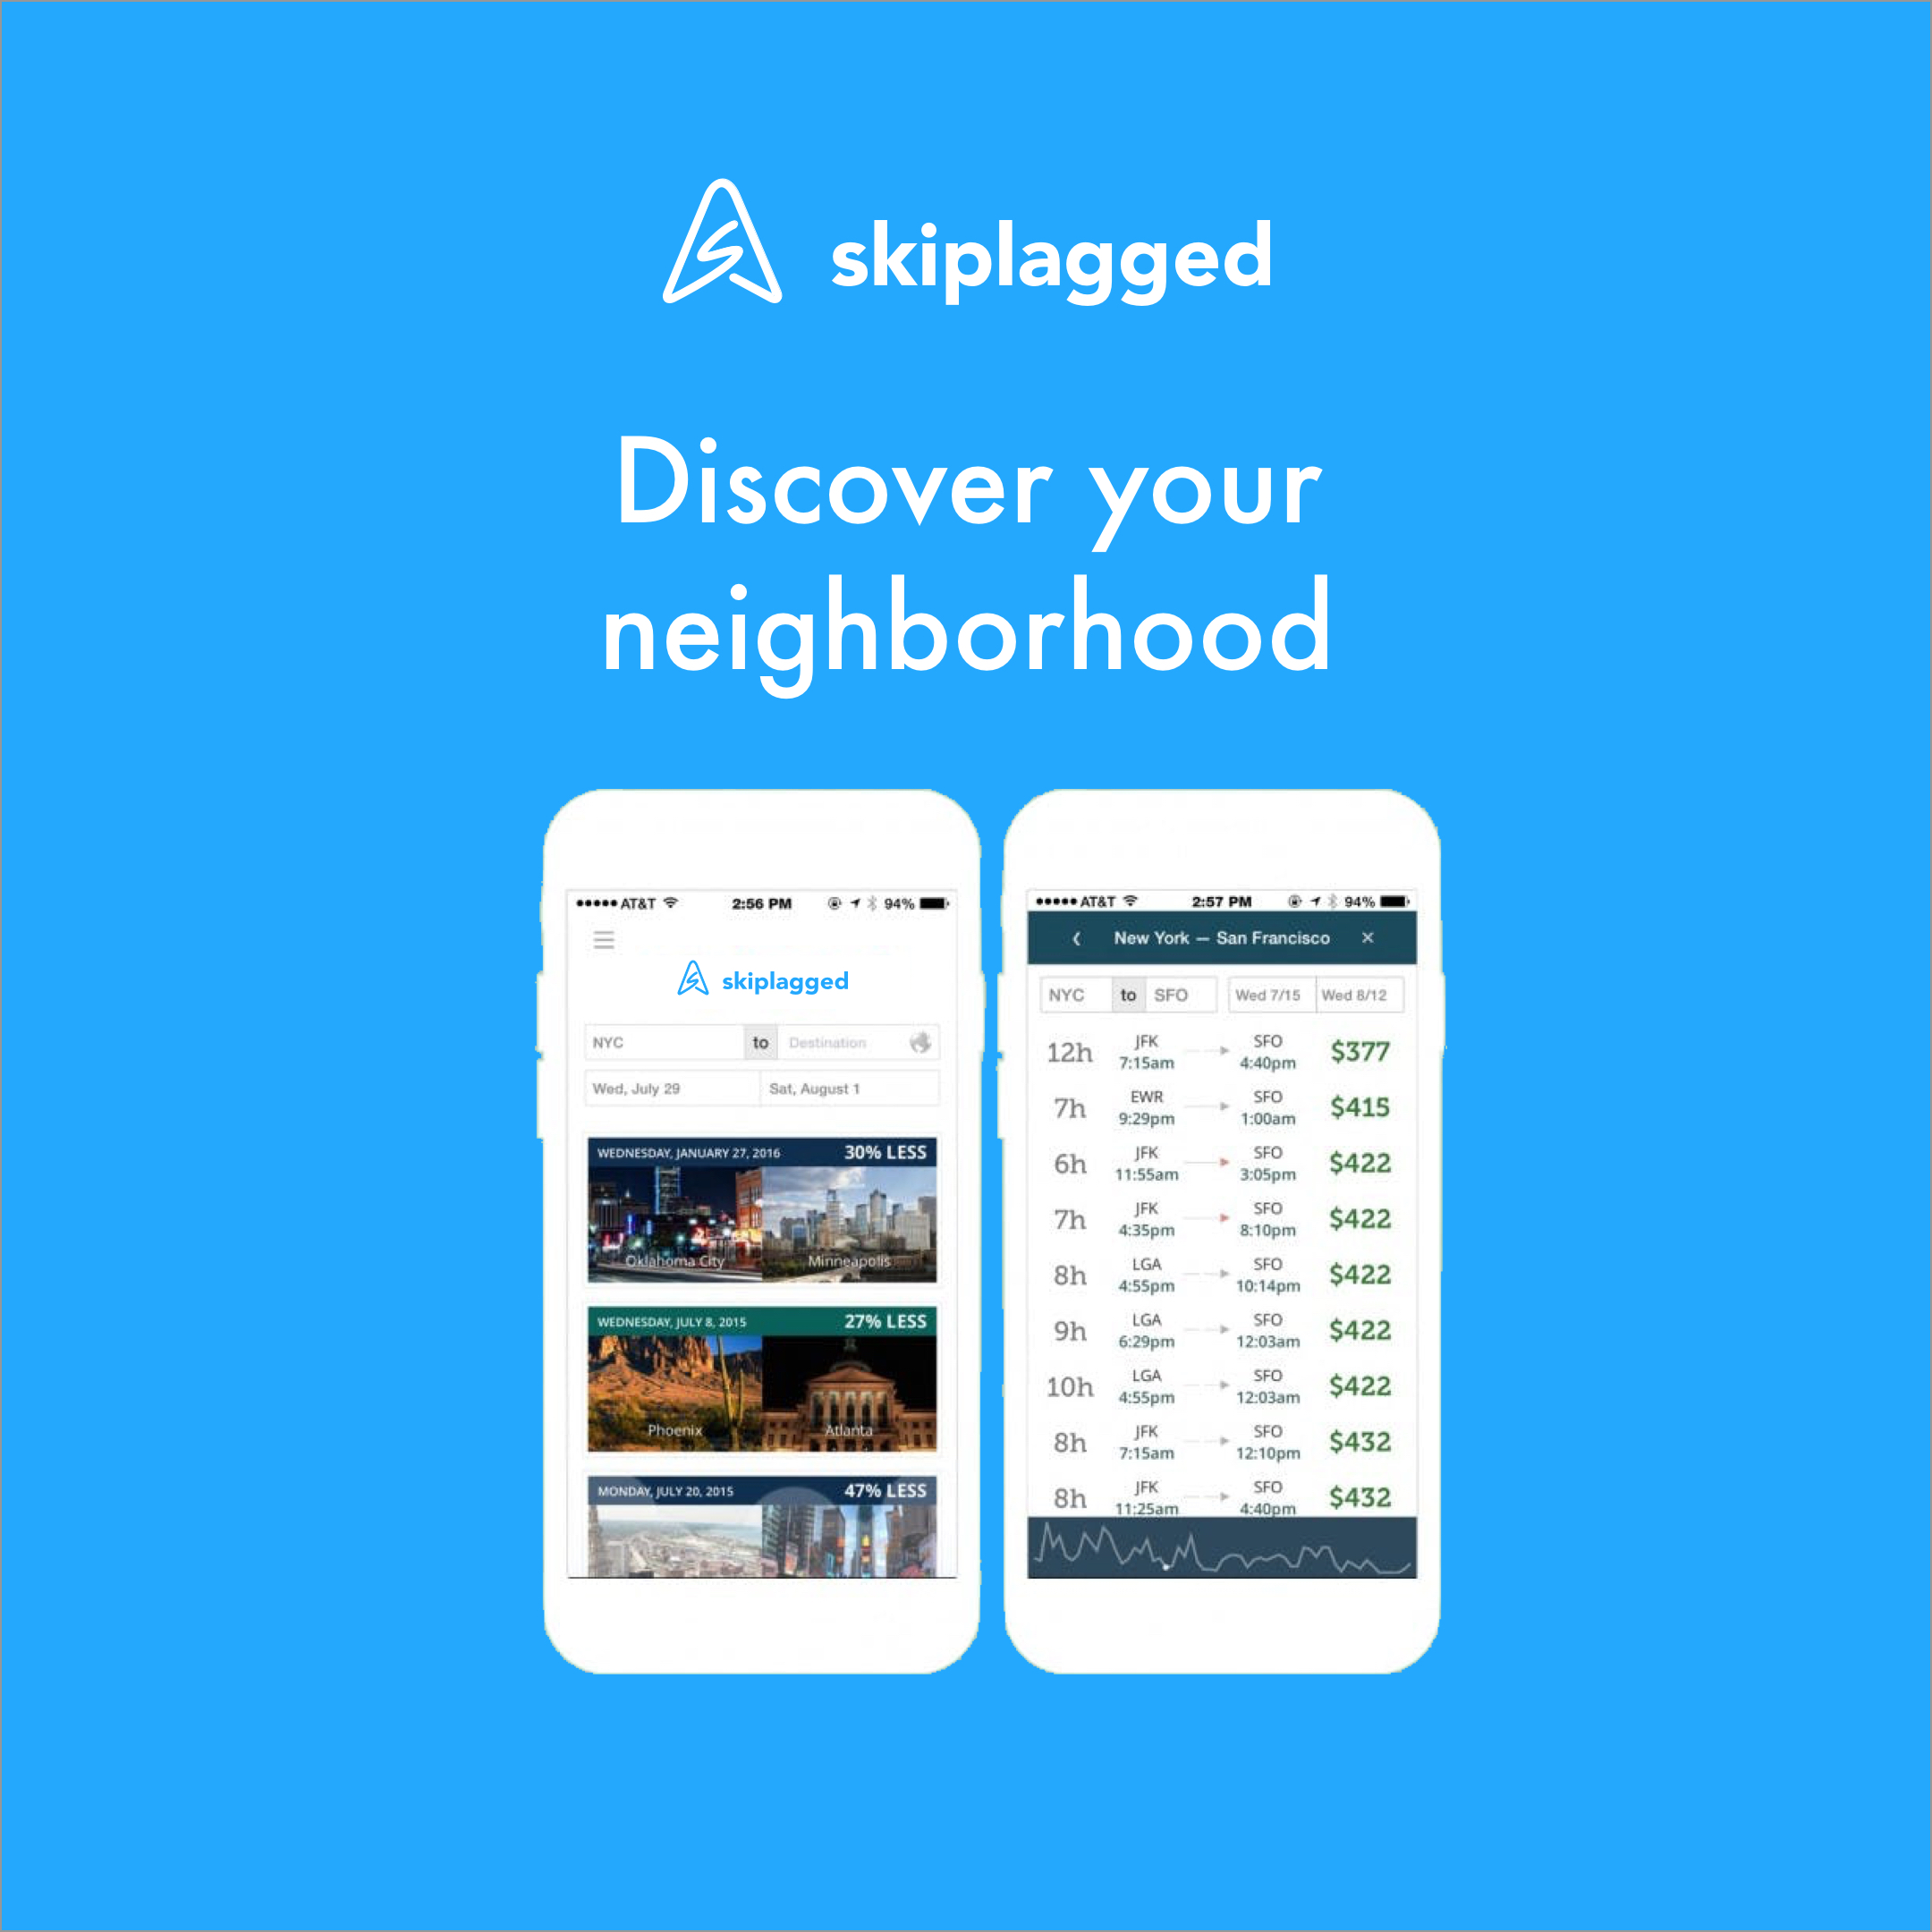 skiplagged
Discover your
neighborhood
AT&T 2:56 PM 94%
skiplagged
NYC to Destination
Wed, July 29 Sat, August 1
WEDNESDAY, JANUARY 27, 2016 30% LESS
Oklahoma City Minneapolis
WEDNESDAY, JULY 8, 2015 27% LESS
Phoenix Atlanta
MONDAY, JULY 20, 2015 47% LESS
AT&T 2:57 PM 94%
New York — San Francisco
NYC to SFO Wed 7/15 Wed 8/12
12h JFK 7:15am SFO 4:40pm $377
7h EWR 9:29pm SFO 1:00am $415
6h JFK 11:55am SFO 3:05pm $422
7h JFK 4:35pm SFO 8:10pm $422
8h LGA 4:55pm SFO 10:14pm $422
9h LGA 6:29pm SFO 12:03am $422
10h LGA 4:55pm SFO 12:03am $422
8h JFK 7:15am SFO 12:10pm $432
8h JFK 11:25am SFO 4:40pm $432